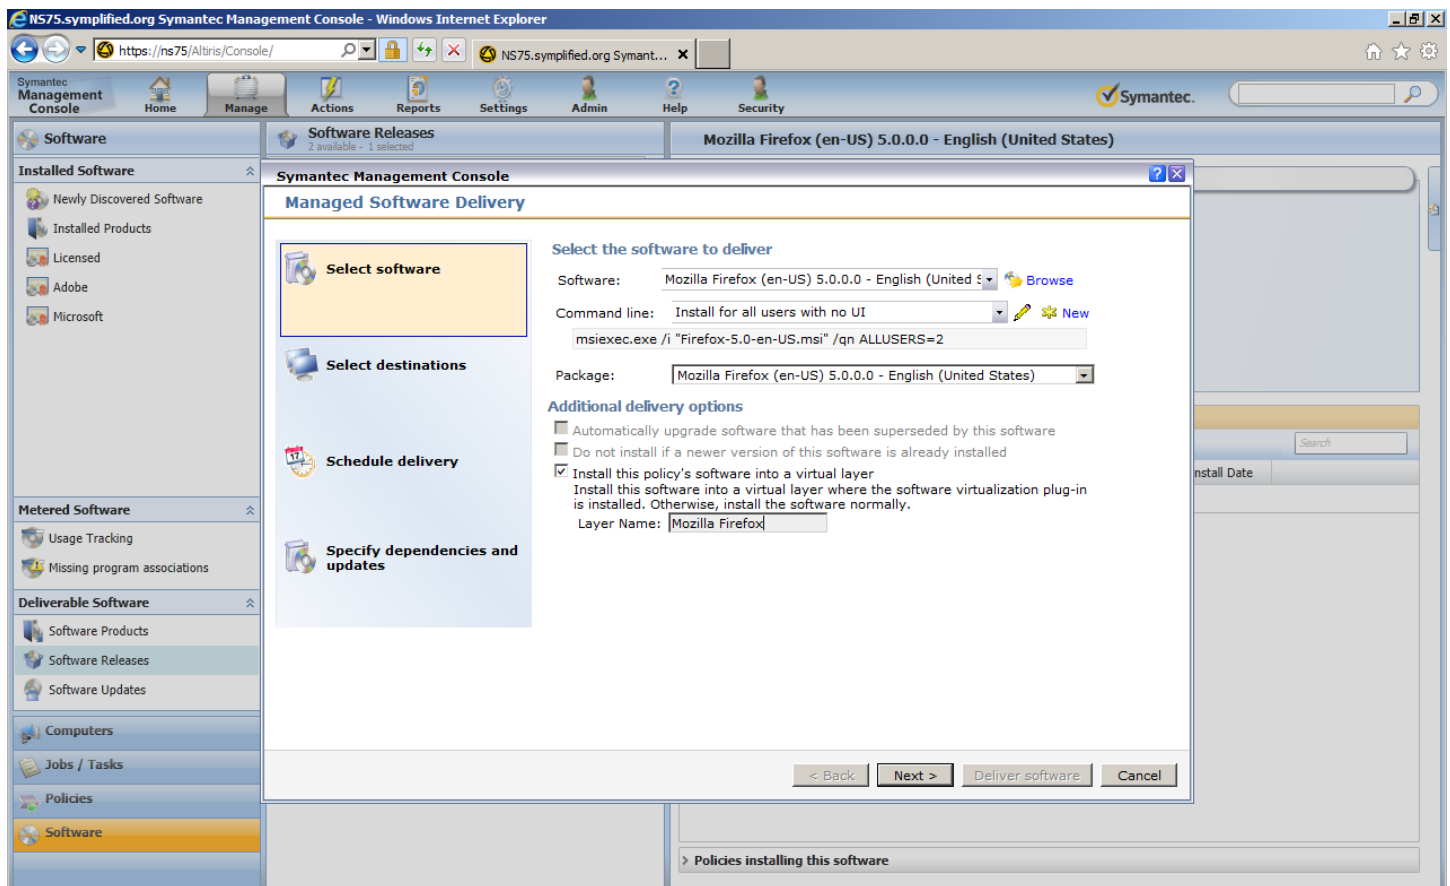 NS75.symplified.org Symantec Management Console - Windows Internet Explorer
https://ns75/Altiris/Console/
NS75.symplified.org Symant...
Symantec
Management
Console
Home
Manage
Actions
Reports
Settings
Admin
Help
Security
Symantec.
Software
Software Releases
2 available - 1 selected
Mozilla Firefox (en-US) 5.0.0.0 - English (United States)
Installed Software
Newly Discovered Software
Installed Products
Licensed
Adobe
Microsoft
Metered Software
Usage Tracking
Missing program associations
Deliverable Software
Software Products
Software Releases
Software Updates
Computers
Jobs / Tasks
Policies
Software
Symantec Management Console
Managed Software Delivery
Select software
Select destinations
Schedule delivery
Specify dependencies and
updates
Select the software to deliver
Software: Mozilla Firefox (en-US) 5.0.0.0 - English (United S
Browse
Command line: Install for all users with no UI
New
msiexec.exe /i "Firefox-5.0-en-US.msi" /qn ALLUSERS=2
Package: Mozilla Firefox (en-US) 5.0.0.0 - English (United States)
Additional delivery options
Automatically upgrade software that has been superseded by this software
Do not install if a newer version of this software is already installed
Install this policy's software into a virtual layer
Install this software into a virtual layer where the software virtualization plug-in
is installed. Otherwise, install the software normally.
Layer Name: Mozilla Firefox
< Back
Next >
Deliver software
Cancel
Search
nstall Date
Policies installing this software